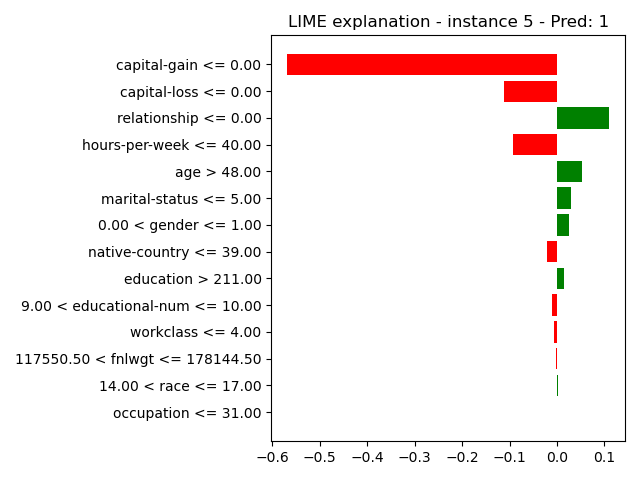 LIME explanation - instance 5 - Pred: 1
capital-gain <= 0.00
capital-loss <= 0.00
relationship <= 0.00
hours-per-week <= 40.00
age > 48.00
marital-status <= 5.00
0.00 < gender <= 1.00
native-country <= 39.00
education > 211.00
9.00 < educational-num <= 10.00
workclass <= 4.00
117550.50 < fnlwgt <= 178144.50
14.00 < race <= 17.00
occupation <= 31.00
−0.6 −0.5 −0.4 −0.3 −0.2 −0.1 0.0 0.1